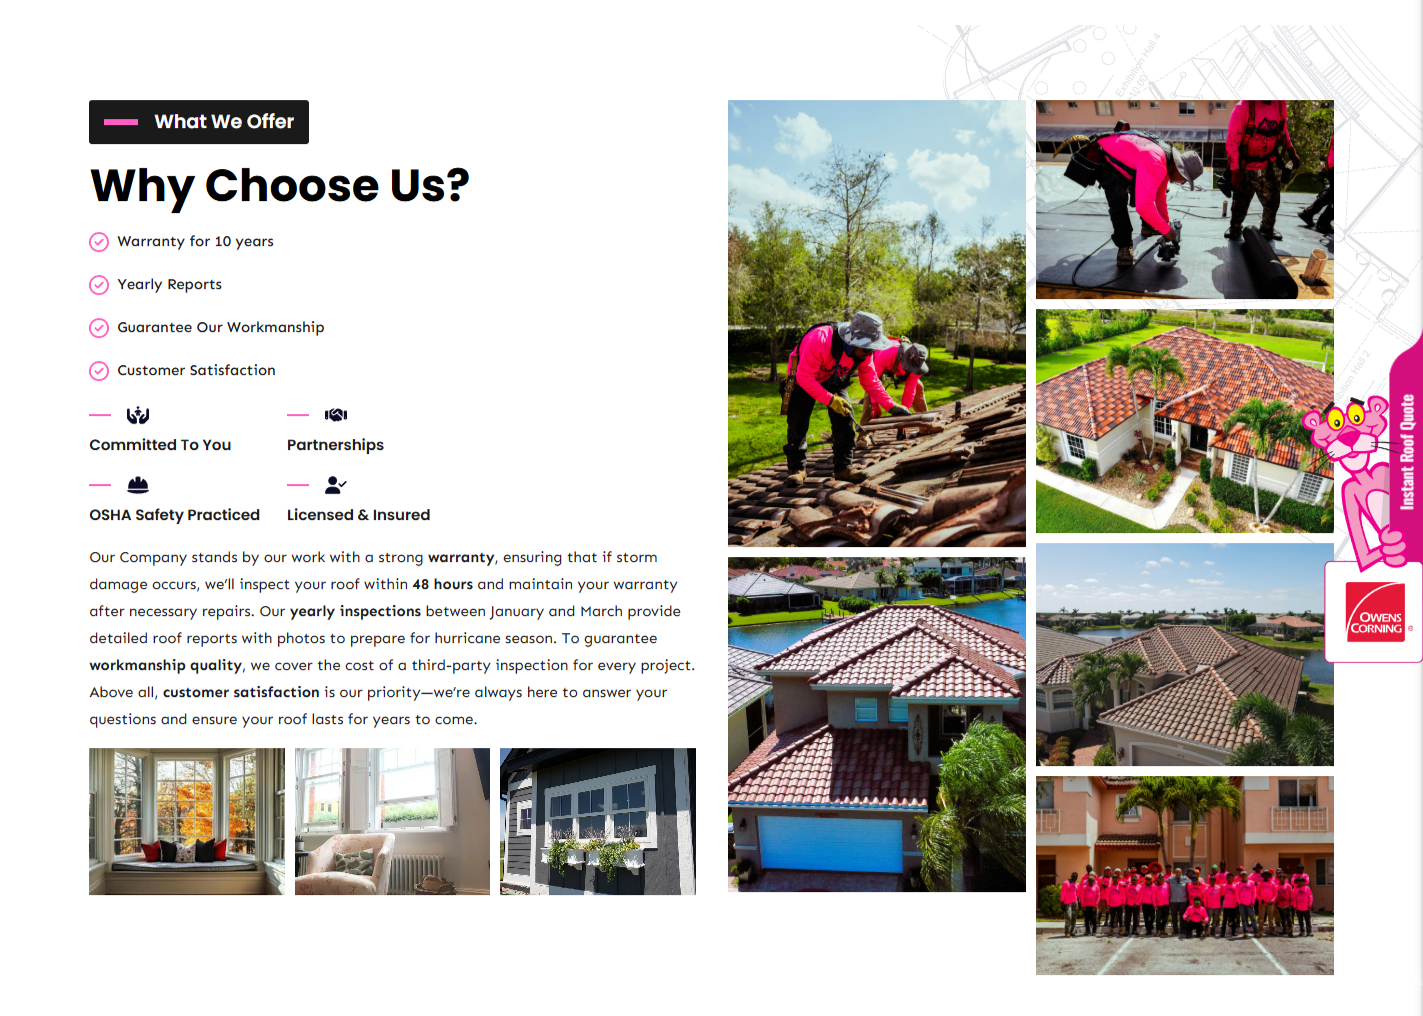 What We Offer
Why Choose Us?
Warranty for 10 years
Yearly Reports
Guarantee Our Workmanship
Customer Satisfaction
Committed To You
Partnerships
OSHA Safety Practiced
Licensed & Insured
Our Company stands by our work with a strong warranty, ensuring that if storm
damage occurs, we’ll inspect your roof within 48 hours and maintain your warranty
after necessary repairs. Our yearly inspections between January and March provide
detailed roof reports with photos to prepare for hurricane season. To guarantee
workmanship quality, we cover the cost of a third-party inspection for every project.
Above all, customer satisfaction is our priority—we’re always here to answer your
questions and ensure your roof lasts for years to come.
Exhibition Hall 4
Hall 2
Instant Roof Quote
OWENS
CORNING
®